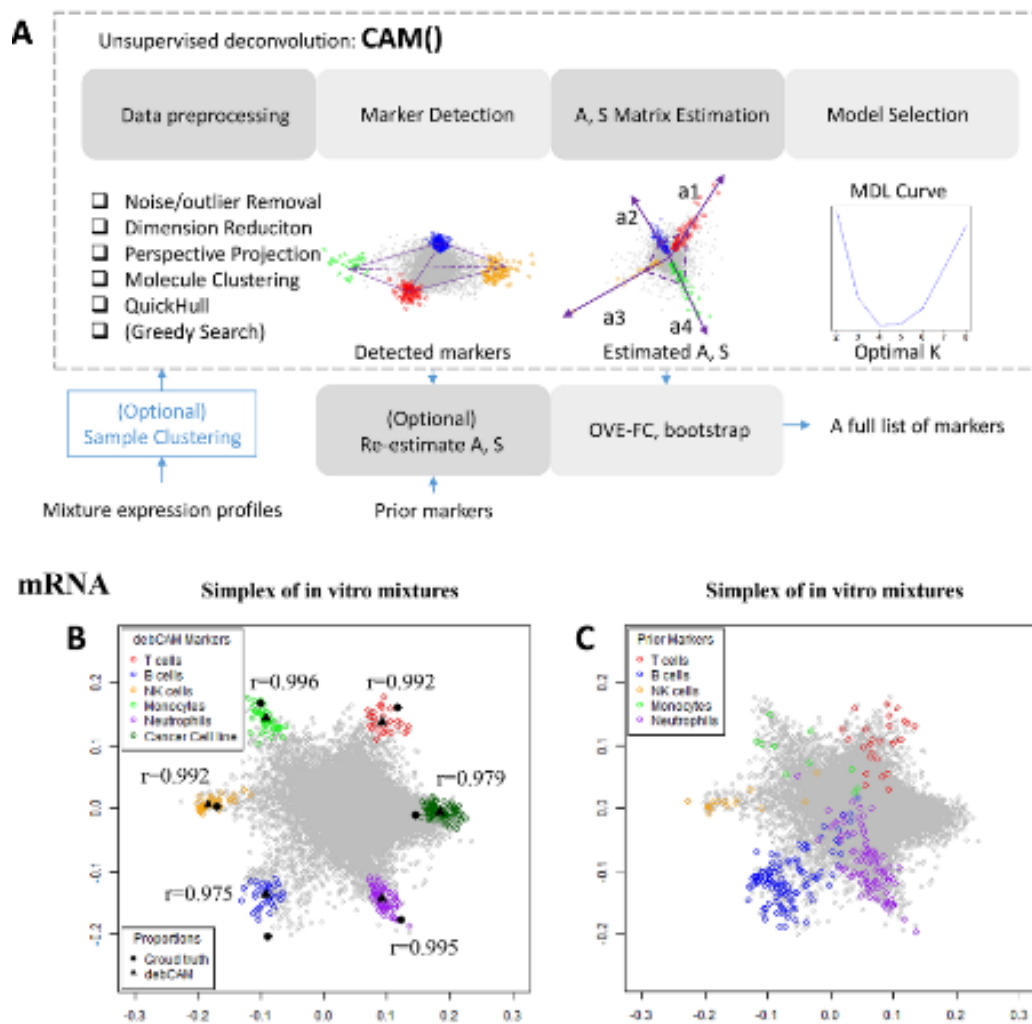 A
Unsupervised deconvolution: CAM()
Data preprocessing
Marker Detection
A, S Matrix Estimation
Model Selection
Noise/outlier Removal
Dimension Reduciton
Perspective Projection
Molecule Clustering
QuickHull
(Greedy Search)
Detected markers
a1
a2
a3
a4
Estimated A, S
MDL Curve
2 3 4 5 6 7 8
Optimal K
(Optional)
Sample Clustering
(Optional)
Re-estimate A, S
OVE-FC, bootstrap
A full list of markers
Mixture expression profiles
Prior markers
mRNA
Simplex of in vitro mixtures
B
debCAM Markers
T cells
B cells
NK cells
Monocytes
Neutrophils
Cancer Cell line
r=0.996
r=0.992
r=0.992
r=0.979
r=0.975
r=0.995
Proportions
Groud truth
debCAM
0.2
0.1
0.0
-0.1
-0.2
-0.3 -0.2 -0.1 0.0 0.1 0.2 0.3
Simplex of in vitro mixtures
C
Prior Markers
T cells
B cells
NK cells
Monocytes
Neutrophils
0.2
0.1
0.0
-0.1
-0.2
-0.3 -0.2 -0.1 0.0 0.1 0.2 0.3